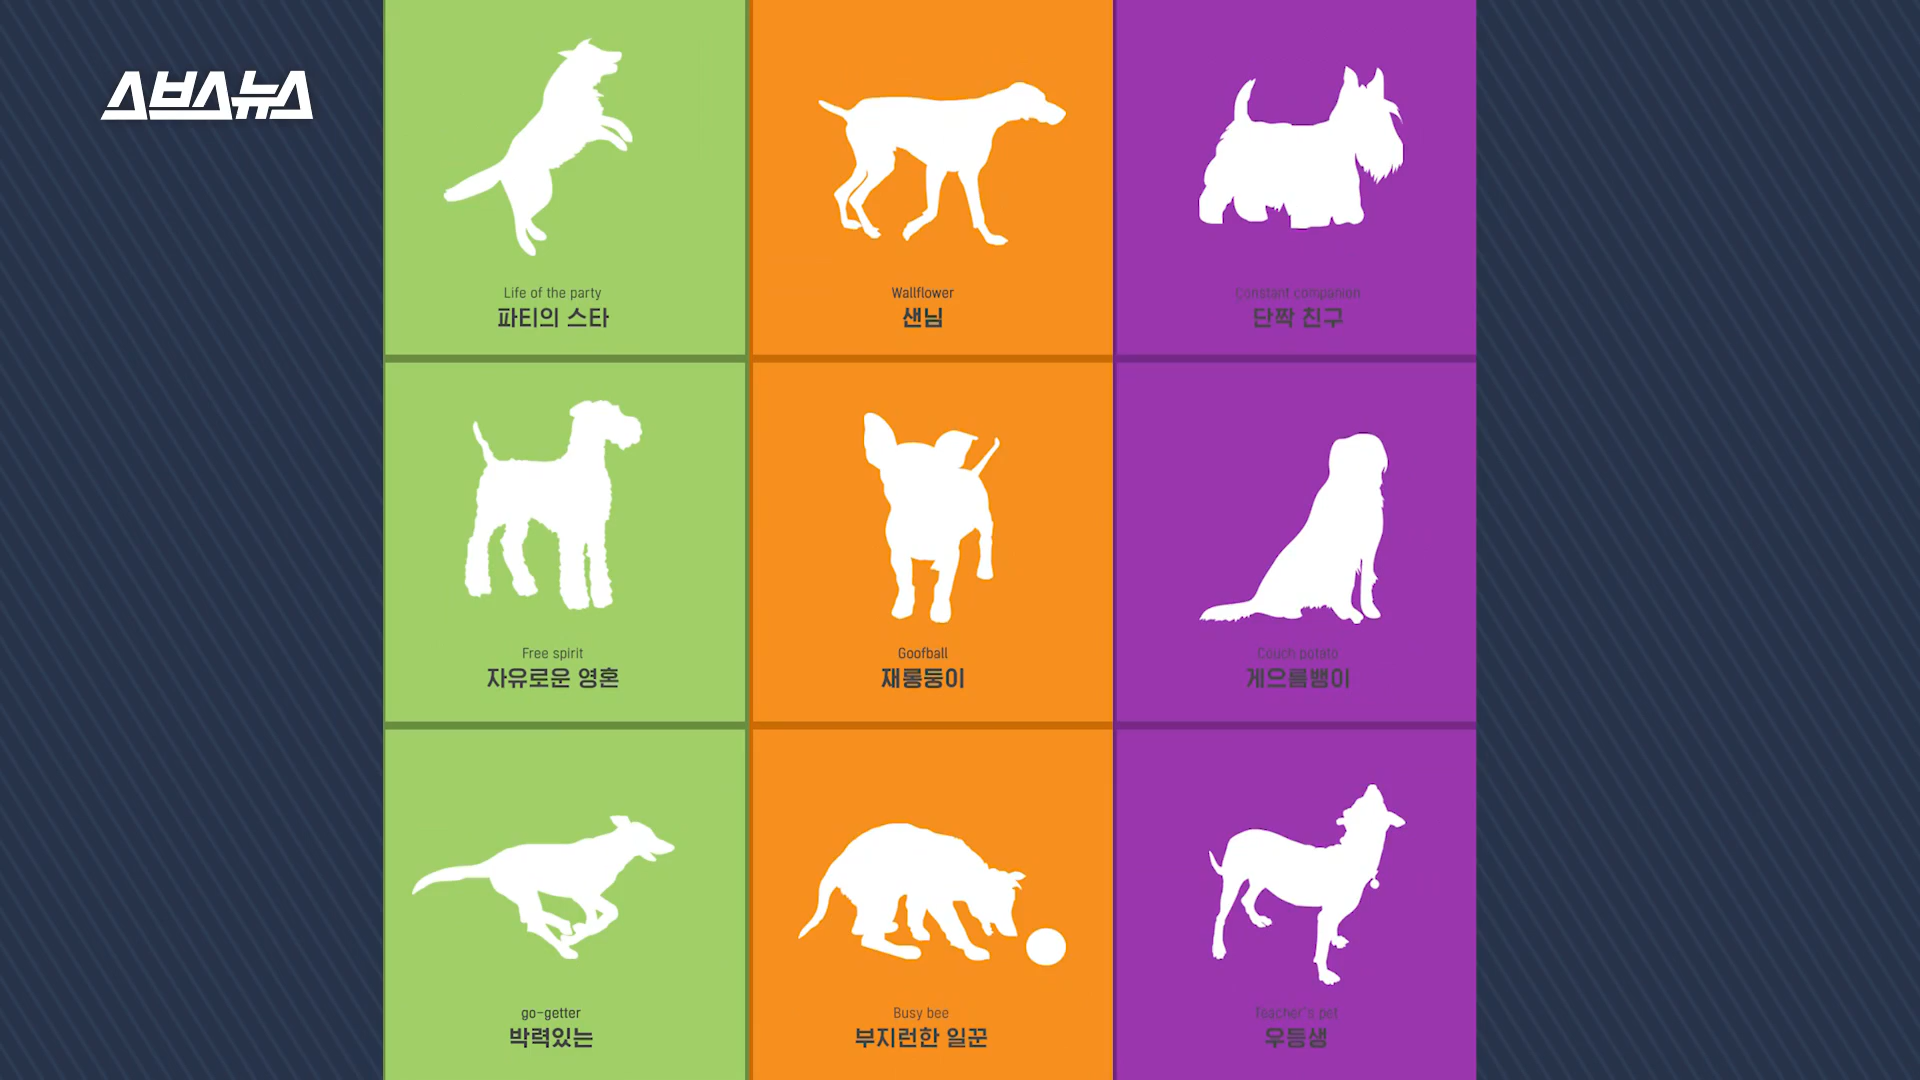 스브스뉴스
Life of the party
파티의 스타
Wallflower
샌님
Constant companion
단짝 친구
Free spirit
자유로운 영혼
Goofball
재롱둥이
Couch potato
게으름뱅이
go-getter
박력있는
Busy bee
부지런한 일꾼
Teacher's pet
우등생